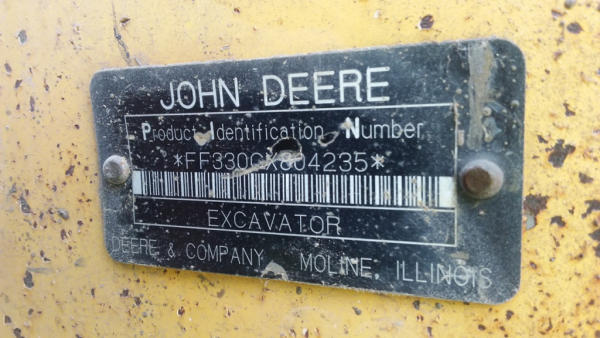 JOHN DEERE
Product Identification Number
*FF330CX804235*
EXCAVATOR
DEERE & COMPANY MOLINE, ILLINOIS